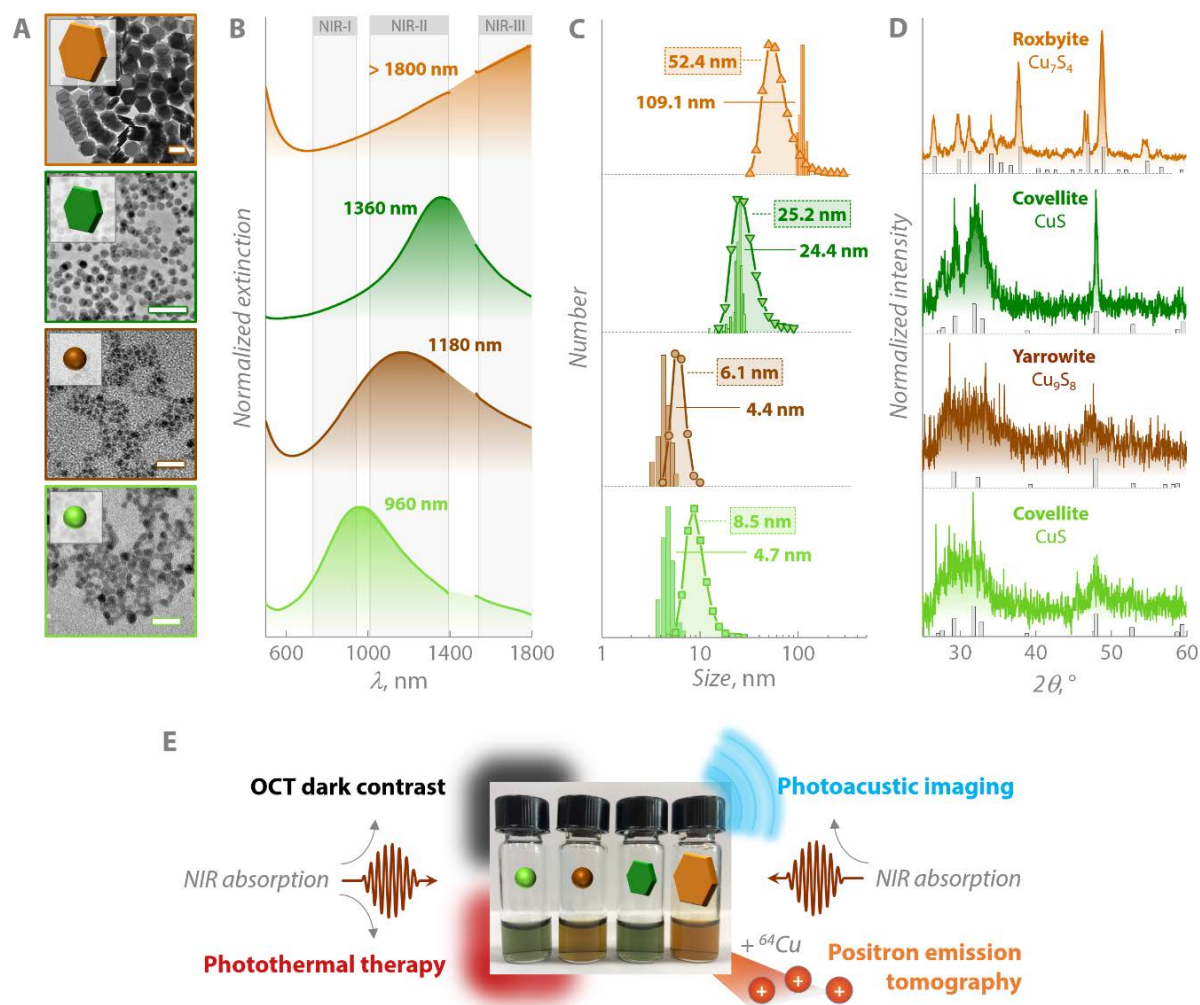 A
B
NIR-I
NIR-II
NIR-III
> 1800 nm
1360 nm
1180 nm
960 nm
Normalized extinction
600
1000
1400
1800
λ, nm
C
52.4 nm
109.1 nm
25.2 nm
24.4 nm
6.1 nm
4.4 nm
8.5 nm
4.7 nm
Number
1
10
100
Size, nm
D
Roxbyite
Cu₇S₄
Covellite
CuS
Yarrowite
Cu₉S₈
Covellite
CuS
Normalized intensity
30
40
50
60
2θ,°
E
OCT dark contrast
NIR absorption
Photothermal therapy
Photoacustic imaging
NIR absorption
+ ⁶⁴Cu
Positron emission
tomography
+
+
+